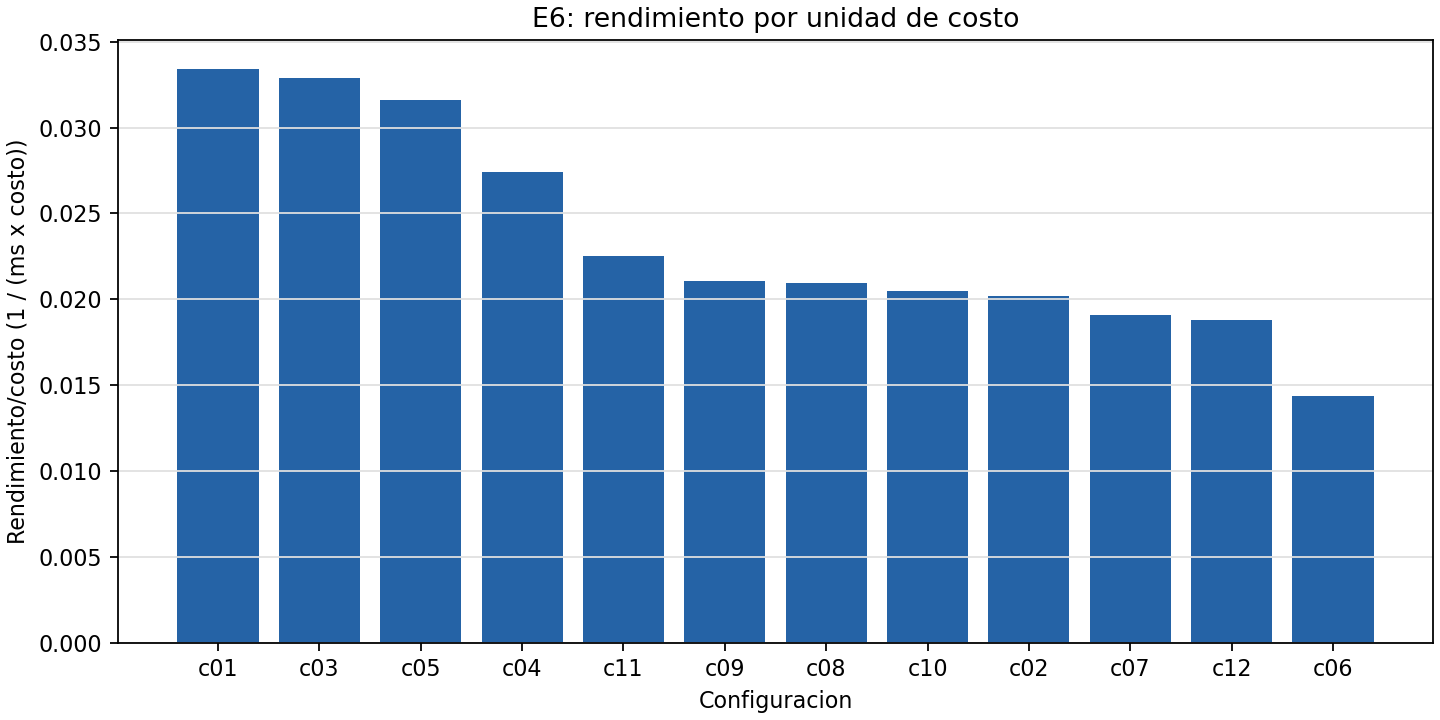 E6: rendimiento por unidad de costo
Rendimiento/costo (1 / (ms x costo))
0.035
0.030
0.025
0.020
0.015
0.010
0.005
0.000
c01 c03 c05 c04 c11 c09 c08 c10 c02 c07 c12 c06
Configuracion